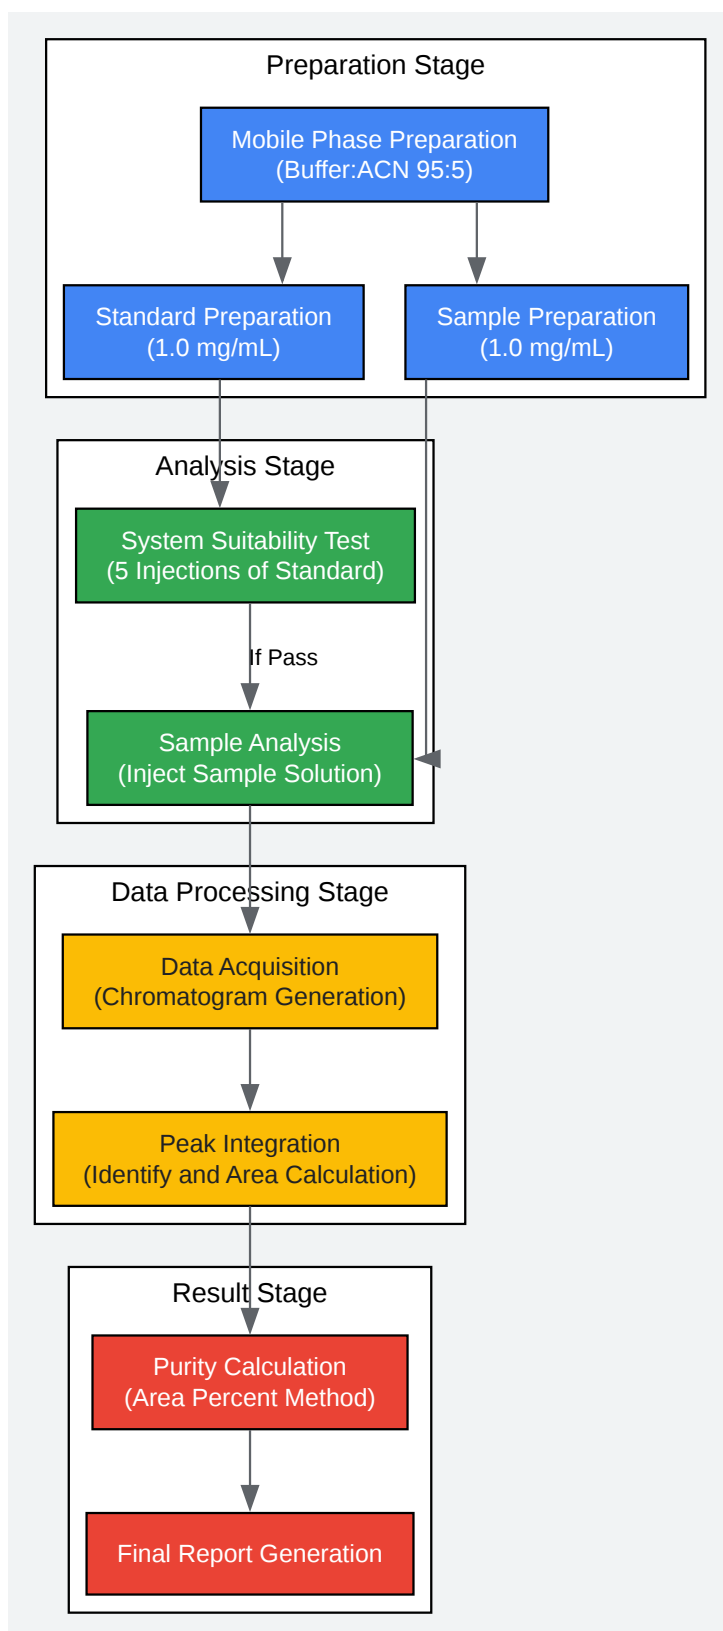 Preparation Stage
Mobile Phase Preparation
(Buffer:ACN 95:5)
Standard Preparation
(1.0 mg/mL)
Sample Preparation
(1.0 mg/mL)
Analysis Stage
System Suitability Test
(5 Injections of Standard)
If Pass
Sample Analysis
(Inject Sample Solution)
Data Processing Stage
Data Acquisition
(Chromatogram Generation)
Peak Integration
(Identify and Area Calculation)
Result Stage
Purity Calculation
(Area Percent Method)
Final Report Generation